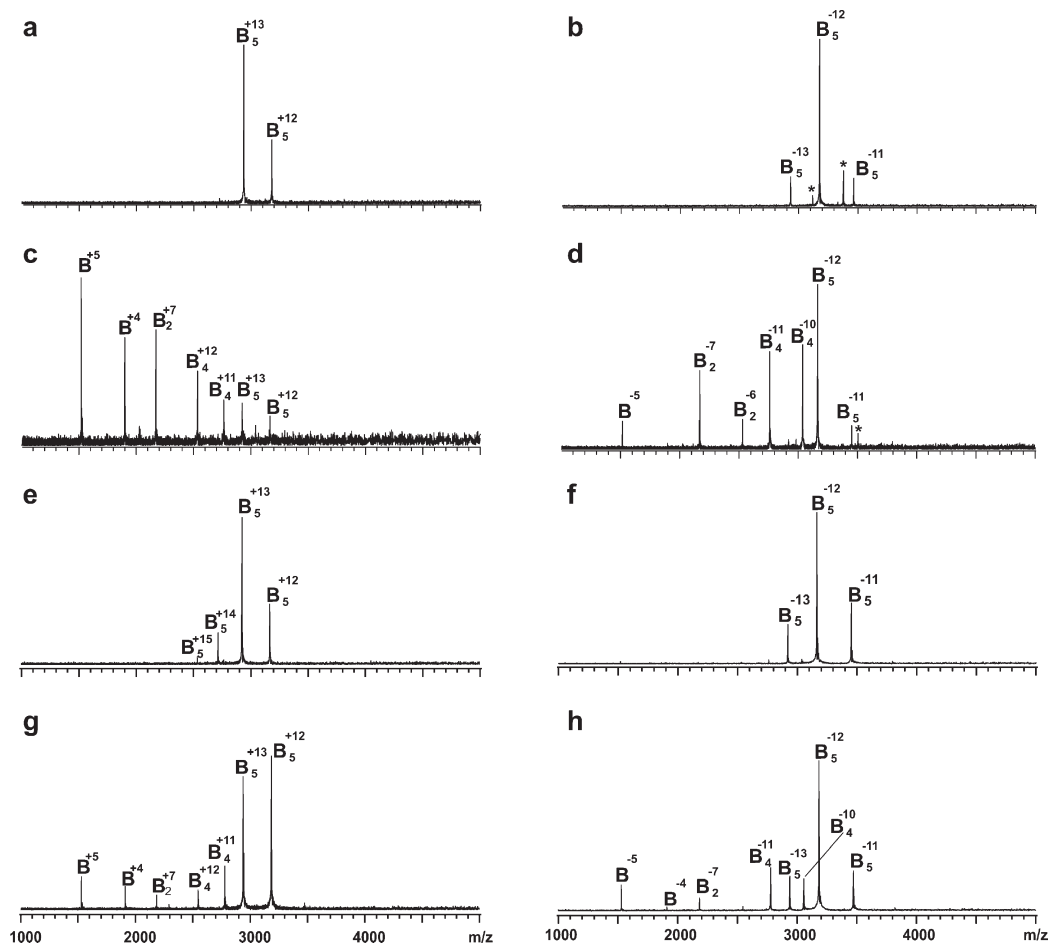 a
B5+13
B5+12
b
B5-12
B5-13
*
*
B5-11
c
B+5
B+4
B2+7
B4+12
B4+11
B5+13
B5+12
d
B5-12
B4-11
B4-10
B2-7
B2-6
B-5
B5-11
*
e
B5+13
B5+12
B5+14
B5+15
f
B5-12
B5-13
B5-11
g
B5+12
B5+13
B4+11
B+5
B+4
B2+7
B4+12
h
B5-12
B4-10
B4-11
B5-13
B5-11
B-5
B-4
B2-7
1000 2000 3000 4000 m/z
1000 2000 3000 4000 m/z